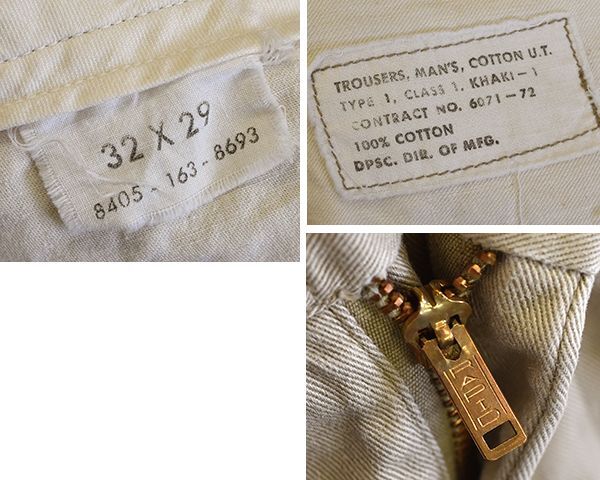 32 X 29
8405 - 163 - 8693
TROUSERS, MAN'S, COTTON U.T.
TYPE 1, CLASS 1, KHAKI-1
CONTRACT NO. 6071-72
100% COTTON
DPSC. DIR. OF MFG.